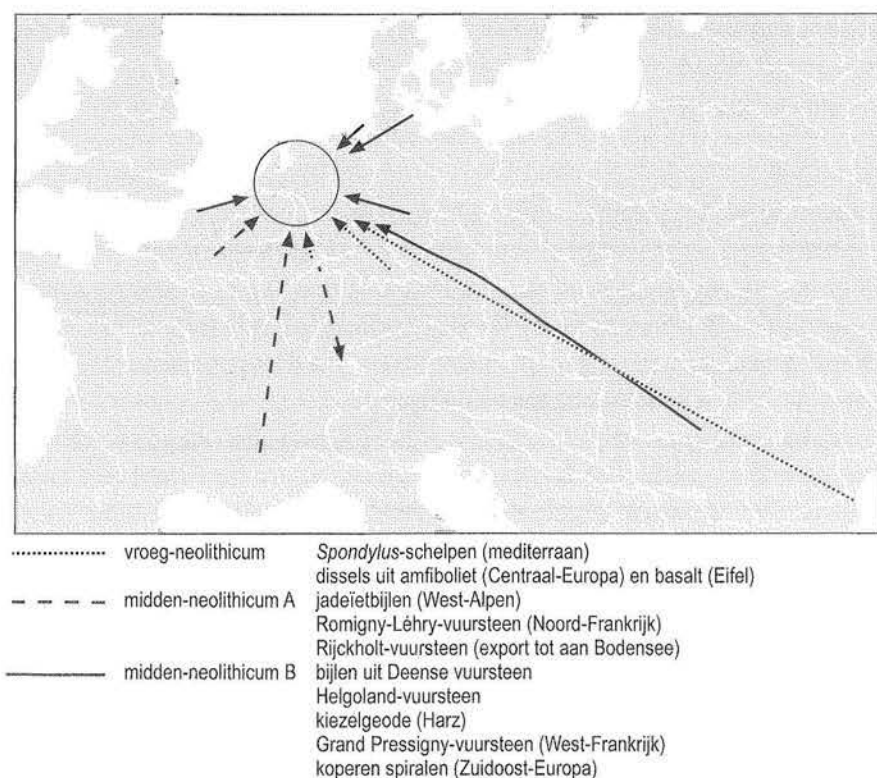 vroeg-neolithicum Spondylus-schelpen (mediterraan)
dissels uit amfiboliet (Centraal-Europa) en basalt (Eifel)
midden-neolithicum A jadeïetbijlen (West-Alpen)
Romigny-Léhry-vuursteen (Noord-Frankrijk)
Rijckholt-vuursteen (export tot aan Bodensee)
midden-neolithicum B bijlen uit Deense vuursteen
Helgoland-vuursteen
kiezelgeode (Harz)
Grand Pressigny-vuursteen (West-Frankrijk)
koperen spiralen (Zuidoost-Europa)